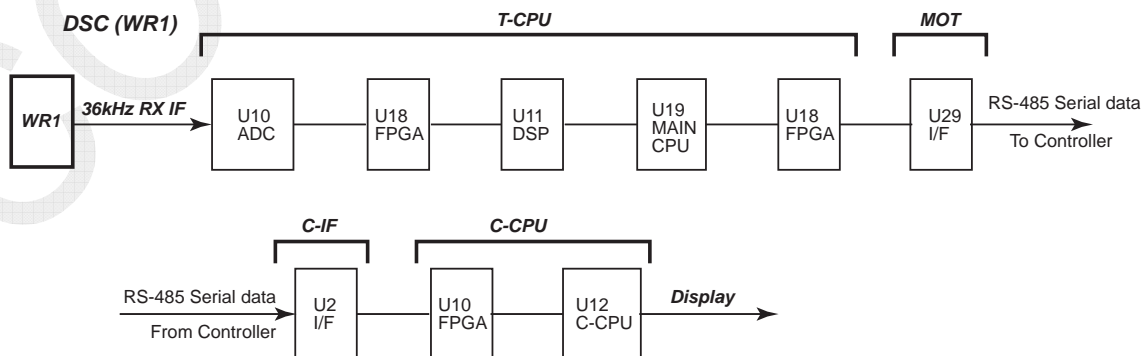 DSC (WR1)
T-CPU
MOT
WR1
36kHz RX IF
U10
ADC
U18
FPGA
U11
DSP
U19
MAIN
CPU
U18
FPGA
U29
I/F
RS-485 Serial data
To Controller
C-IF
C-CPU
RS-485 Serial data
From Controller
U2
I/F
U10
FPGA
U12
C-CPU
Display